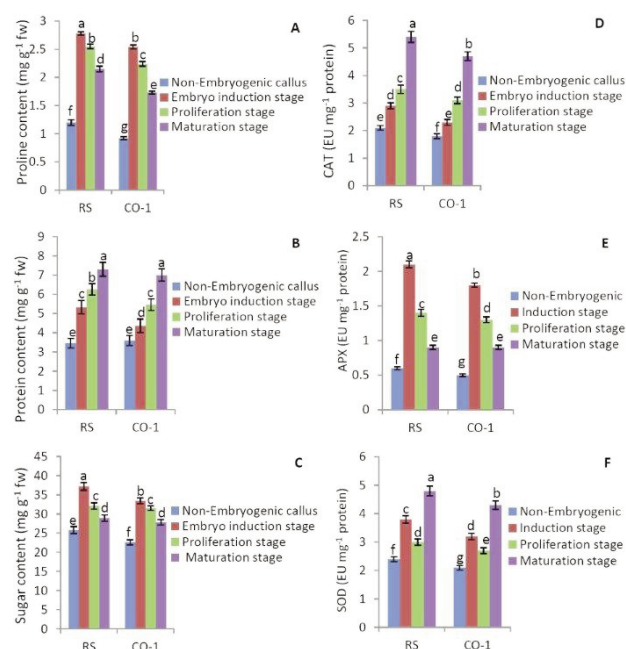 A
Proline content (mg g⁻¹ fw)
3
2.5
2
1.5
1
0.5
0
a
b
d
f
a
c
e
g
Non-Embryogenic callus
Embryo induction stage
Proliferation stage
Maturation stage
RS
CO-1
D
CAT (EU mg⁻¹ protein)
6
5
4
3
2
1
0
a
c
d
e
b
c
e
e
Non-Embryogenic callus
Embryo induction stage
Proliferation stage
Maturation stage
RS
CO-1
B
Protein content (mg g⁻¹ fw)
9
8
7
6
5
4
3
2
1
0
a
b
c
e
a
c
d
e
Non-Embryogenic callus
Embryo induction stage
Proliferation stage
Maturation stage
RS
CO-1
E
APX (EU mg⁻¹ protein)
2.5
2
1.5
1
0.5
0
a
c
e
f
b
d
e
g
Non-Embryogenic
Induction stage
Proliferation stage
Maturation stage
RS
CO-1
C
Sugar content (mg g⁻¹ fw)
45
40
35
30
25
20
15
10
5
0
a
c
d
e
b
c
d
e
Non-Embryogenic callus
Embryo induction stage
Proliferation stage
Maturation stage
RS
CO-1
F
SOD (EU mg⁻¹ protein)
6
5
4
3
2
1
0
a
c
d
f
b
d
e
g
Non-Embryogenic
Induction stage
Proliferation stage
Maturation stage
RS
CO-1